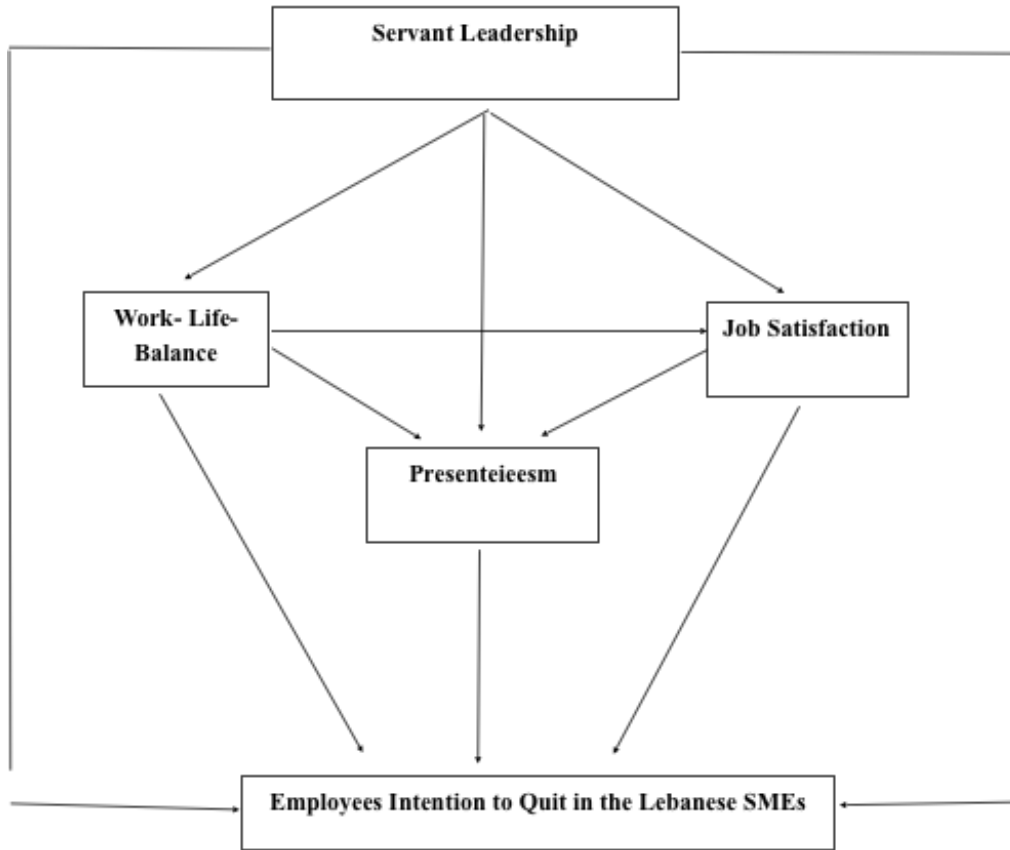 Servant Leadership
Work- Life-
Balance
Job Satisfaction
Presenteieesm
Employees Intention to Quit in the Lebanese SMEs